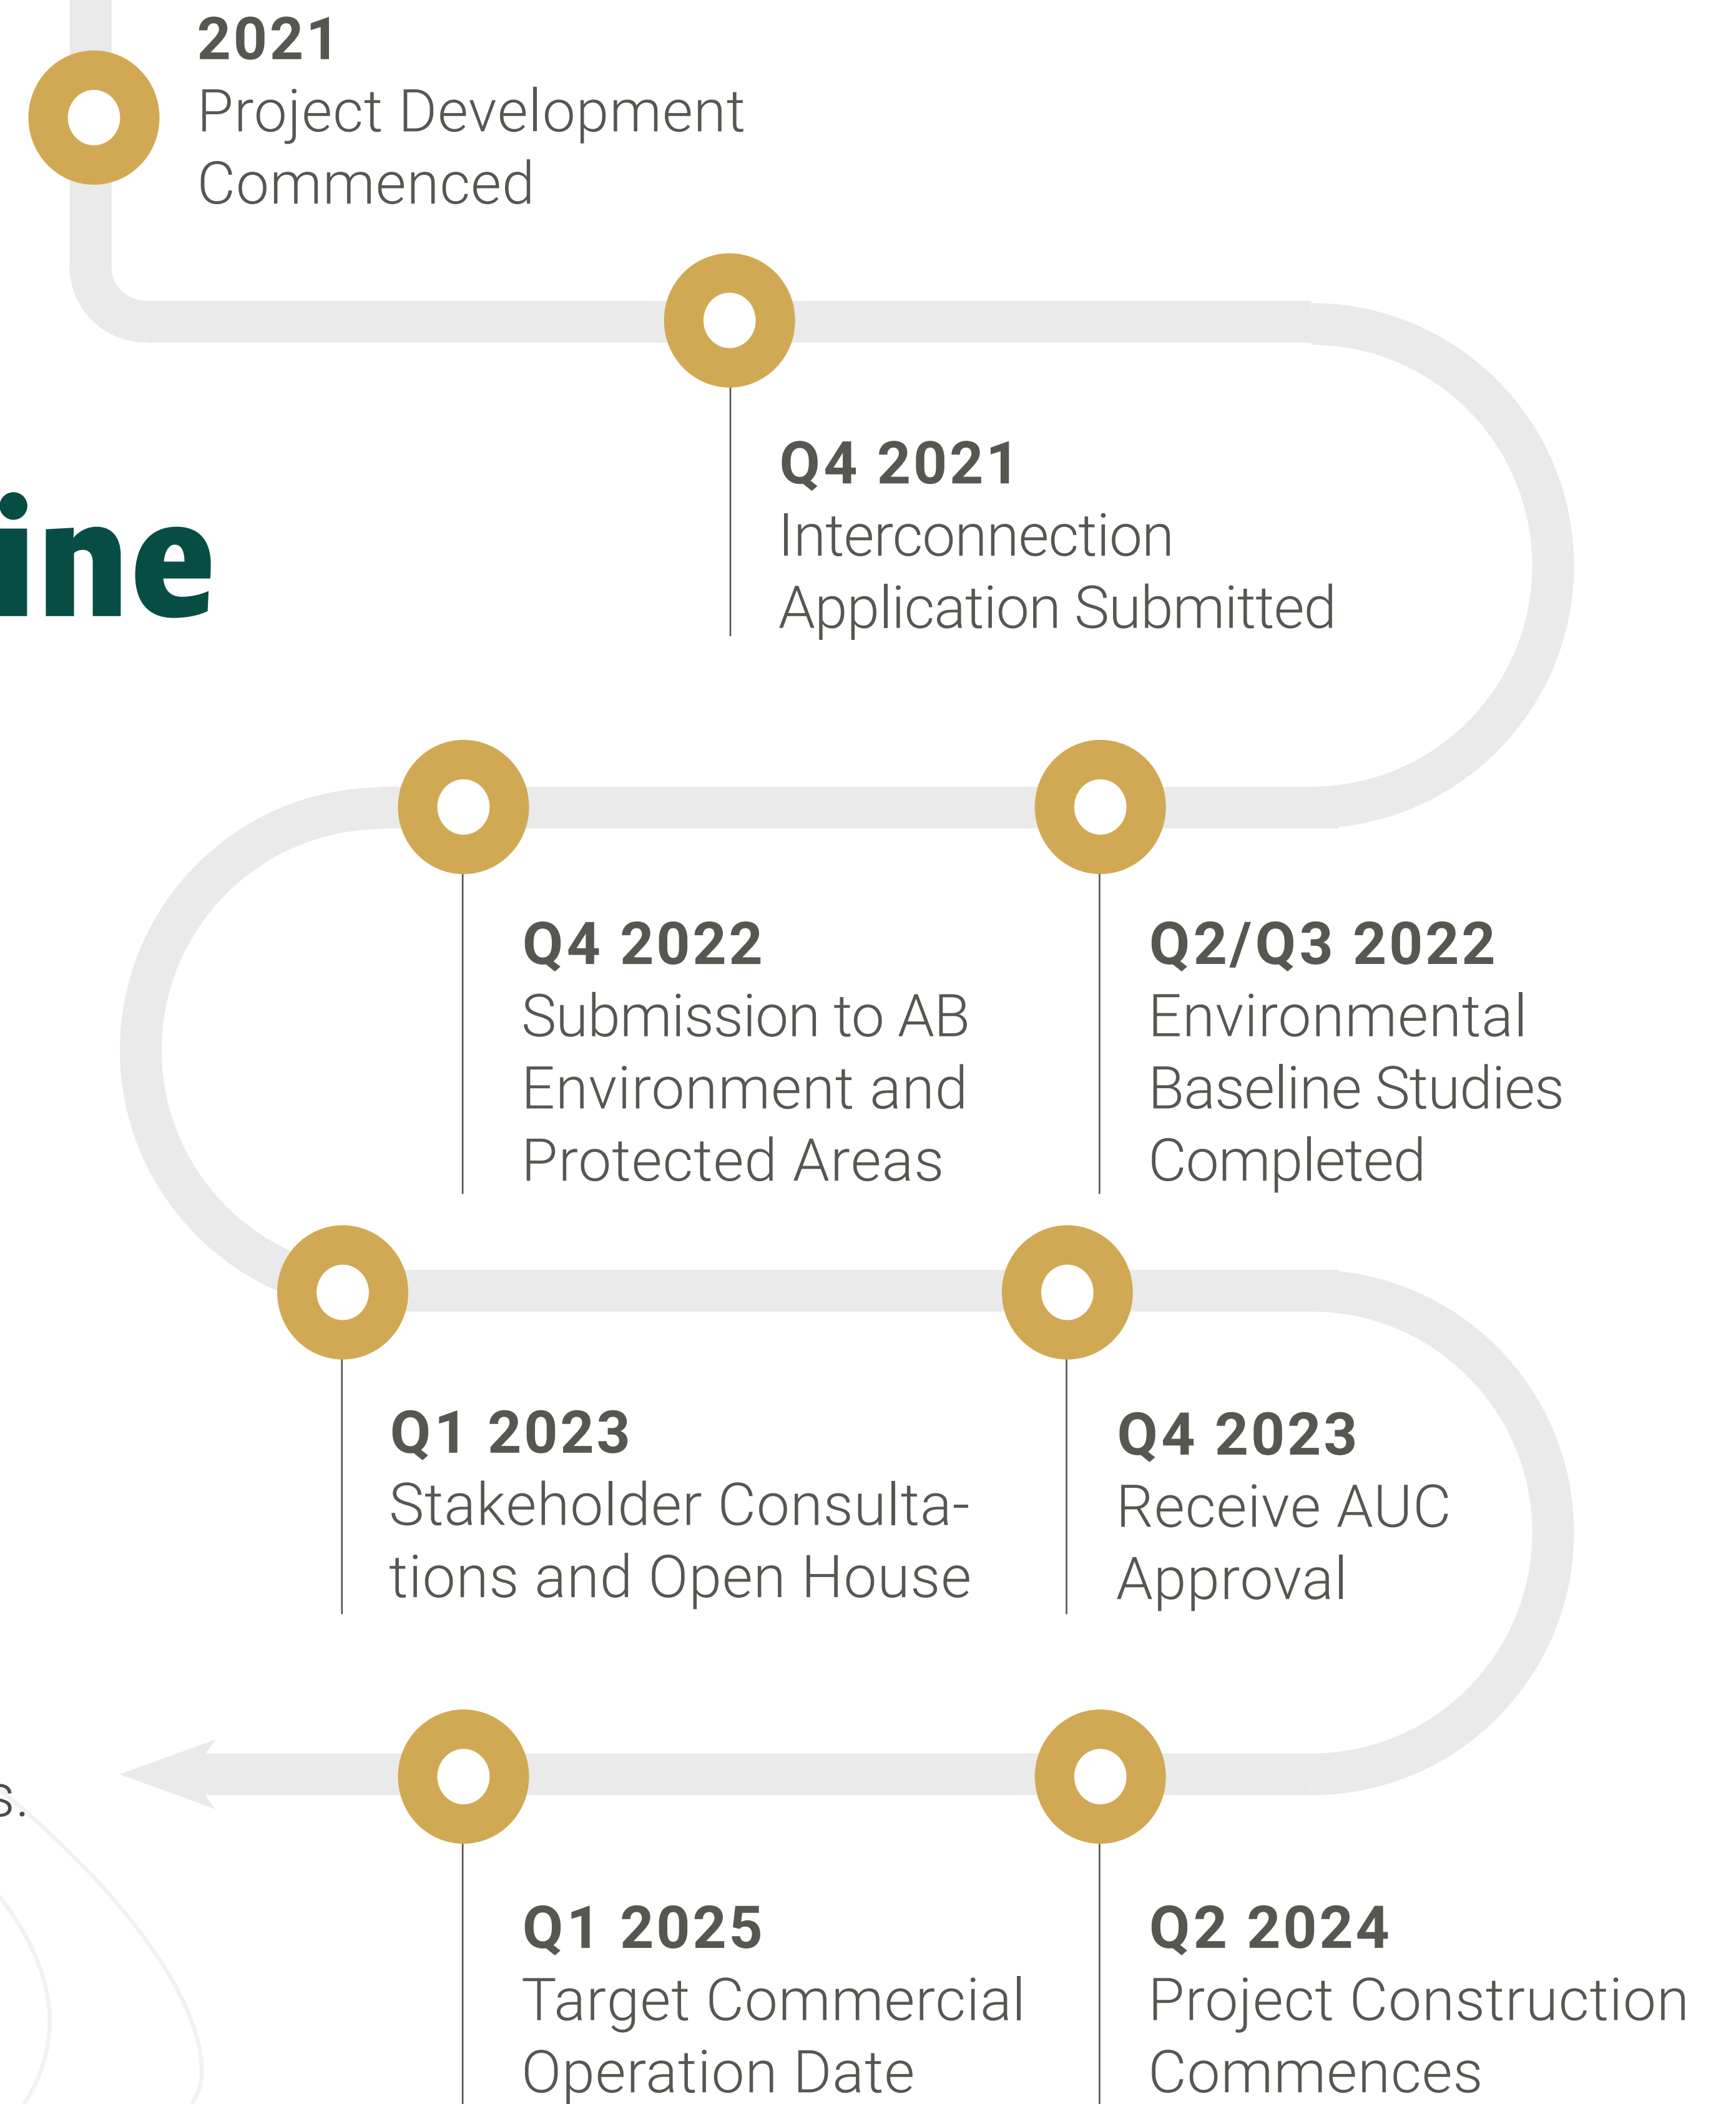 2021
Project Development
Commenced
Q4 2021
Interconnection
Application Submitted
ine
Q2/Q3 2022
Environmental
Baseline Studies
Completed
Q4 2022
Submission to AB
Environment and
Protected Areas
Q1 2023
Stakeholder Consulta-
tions and Open House
Q4 2023
Receive AUC
Approval
s.
Q2 2024
Project Construction
Commences
Q1 2025
Target Commercial
Operation Date